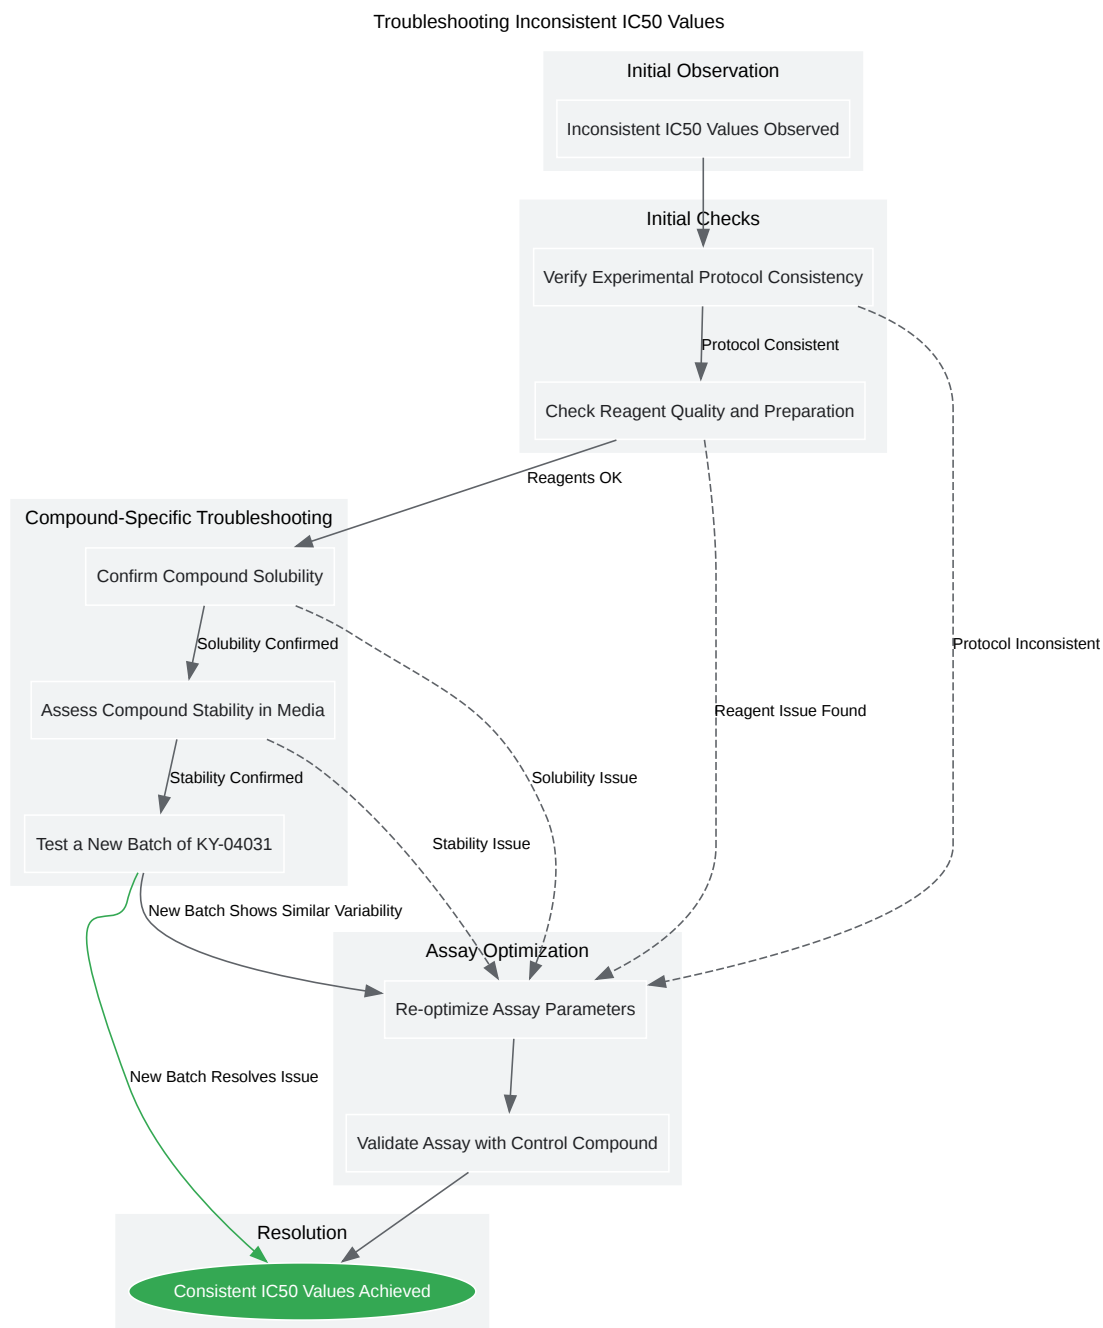 Troubleshooting Inconsistent IC50 Values
Initial Observation
Inconsistent IC50 Values Observed
Initial Checks
Verify Experimental Protocol Consistency
Protocol Consistent
Check Reagent Quality and Preparation
Reagents OK
Compound-Specific Troubleshooting
Confirm Compound Solubility
Solubility Confirmed
Protocol Inconsistent
Assess Compound Stability in Media
Reagent Issue Found
Stability Confirmed
Solubility Issue
Test a New Batch of KY-04031
Stability Issue
New Batch Shows Similar Variability
Assay Optimization
Re-optimize Assay Parameters
New Batch Resolves Issue
Validate Assay with Control Compound
Resolution
Consistent IC50 Values Achieved